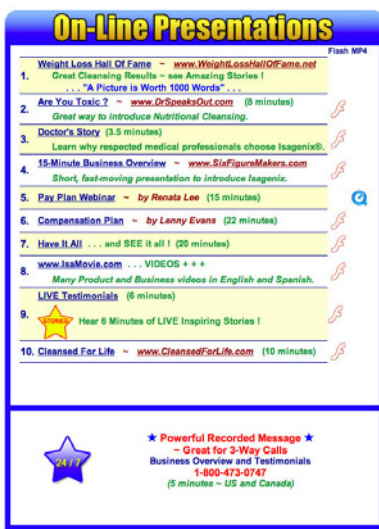 On-Line Presentations
Flash MP4
1. Weight Loss Hall Of Fame ~ www.WeightLossHallOfFame.net
Great Cleansing Results ~ see Amazing Stories !
. . . "A Picture is Worth 1000 Words" . . .
2. Are You Toxic ? ~ www.DrSpeaksOut.com (8 minutes)
Great way to introduce Nutritional Cleansing.
3. Doctor's Story (3.5 minutes)
Learn why respected medical professionals choose Isagenix®.
4. 15-Minute Business Overview ~ www.SixFigureMakers.com
Short, fast-moving presentation to introduce Isagenix.
5. Pay Plan Webinar ~ by Renata Lee (15 minutes)
6. Compensation Plan ~ by Lenny Evans (22 minutes)
7. Have It All . . . and SEE it all ! (20 minutes)
8. www.IsaMovie.com . . . VIDEOS + + +
Many Product and Business videos in English and Spanish.
9. LIVE Testimonials (6 minutes)
STORIES Hear 6 Minutes of LIVE Inspiring Stories !
10. Cleansed For Life ~ www.CleansedForLife.com (10 minutes)
★ Powerful Recorded Message ★
~ Great for 3-Way Calls
Business Overview and Testimonials
24 / 7 1-800-473-0747
(5 minutes ~ US and Canada)